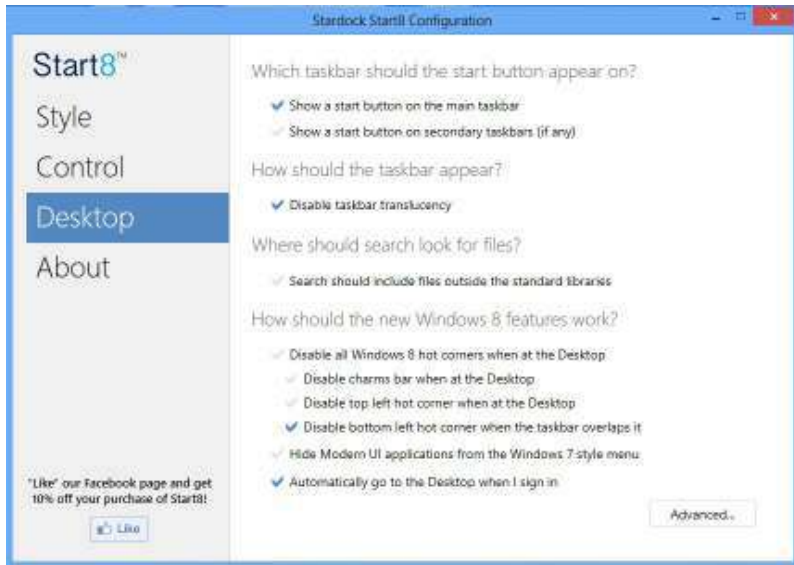 Stardock Start8 Configuration
Start8™
Style
Control
Desktop
About
"Like" our Facebook page and get
10% off your purchase of Start8!
Like
Which taskbar should the start button appear on?
Show a start button on the main taskbar
Show a start button on secondary taskbars (if any)
How should the taskbar appear?
Disable taskbar translucency
Where should search look for files?
Search should include files outside the standard libraries
How should the new Windows 8 features work?
Disable all Windows 8 hot corners when at the Desktop
Disable charms bar when at the Desktop
Disable top left hot corner when at the Desktop
Disable bottom left hot corner when the taskbar overlaps it
Hide Modern UI applications from the Windows 7 style menu
Automatically go to the Desktop when I sign in
Advanced...